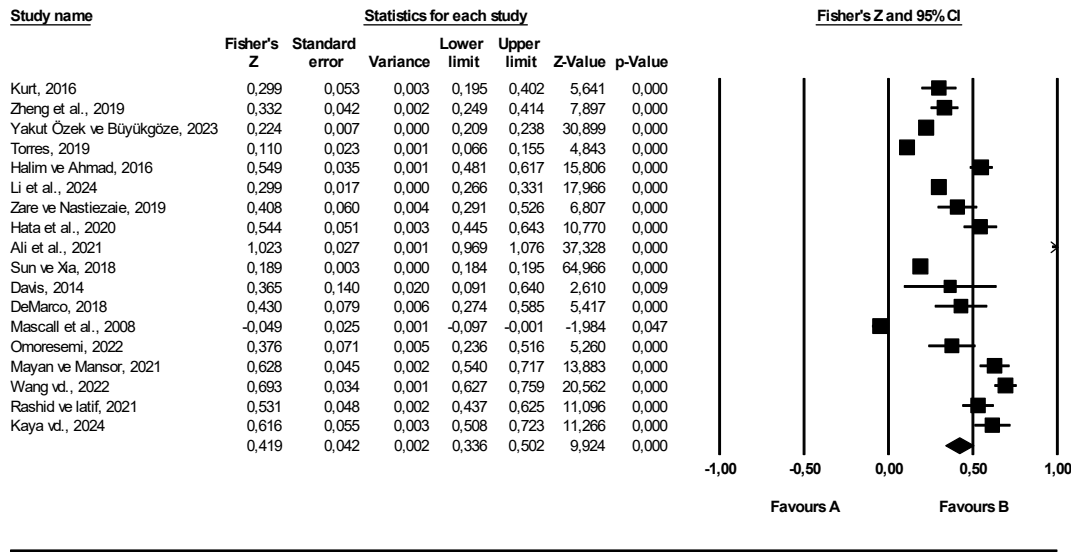 Study name Statistics for each study Fisher's Z and 95% CI
Fisher's Standard Lower Upper
Z error Variance limit limit Z-Value p-Value
Kurt, 2016 0,299 0,053 0,003 0,195 0,402 5,641 0,000
Zheng et al., 2019 0,332 0,042 0,002 0,249 0,414 7,897 0,000
Yakut Özek ve Büyükgöze, 2023 0,224 0,007 0,000 0,209 0,238 30,899 0,000
Torres, 2019 0,110 0,023 0,001 0,066 0,155 4,843 0,000
Halim ve Ahmad, 2016 0,549 0,035 0,001 0,481 0,617 15,806 0,000
Li et al., 2024 0,299 0,017 0,000 0,266 0,331 17,966 0,000
Zare ve Nastiezaie, 2019 0,408 0,060 0,004 0,291 0,526 6,807 0,000
Hata et al., 2020 0,544 0,051 0,003 0,445 0,643 10,770 0,000
Ali et al., 2021 1,023 0,027 0,001 0,969 1,076 37,328 0,000
Sun ve Xia, 2018 0,189 0,003 0,000 0,184 0,195 64,966 0,000
Davis, 2014 0,365 0,140 0,020 0,091 0,640 2,610 0,009
DeMarco, 2018 0,430 0,079 0,006 0,274 0,585 5,417 0,000
Mascall et al., 2008 -0,049 0,025 0,001 -0,097 -0,001 -1,984 0,047
Omoresemi, 2022 0,376 0,071 0,005 0,236 0,516 5,260 0,000
Mayan ve Mansor, 2021 0,628 0,045 0,002 0,540 0,717 13,883 0,000
Wang vd., 2022 0,693 0,034 0,001 0,627 0,759 20,562 0,000
Rashid ve latif, 2021 0,531 0,048 0,002 0,437 0,625 11,096 0,000
Kaya vd., 2024 0,616 0,055 0,003 0,508 0,723 11,266 0,000
0,419 0,042 0,002 0,336 0,502 9,924 0,000
-1,00 -0,50 0,00 0,50 1,00
Favours A Favours B